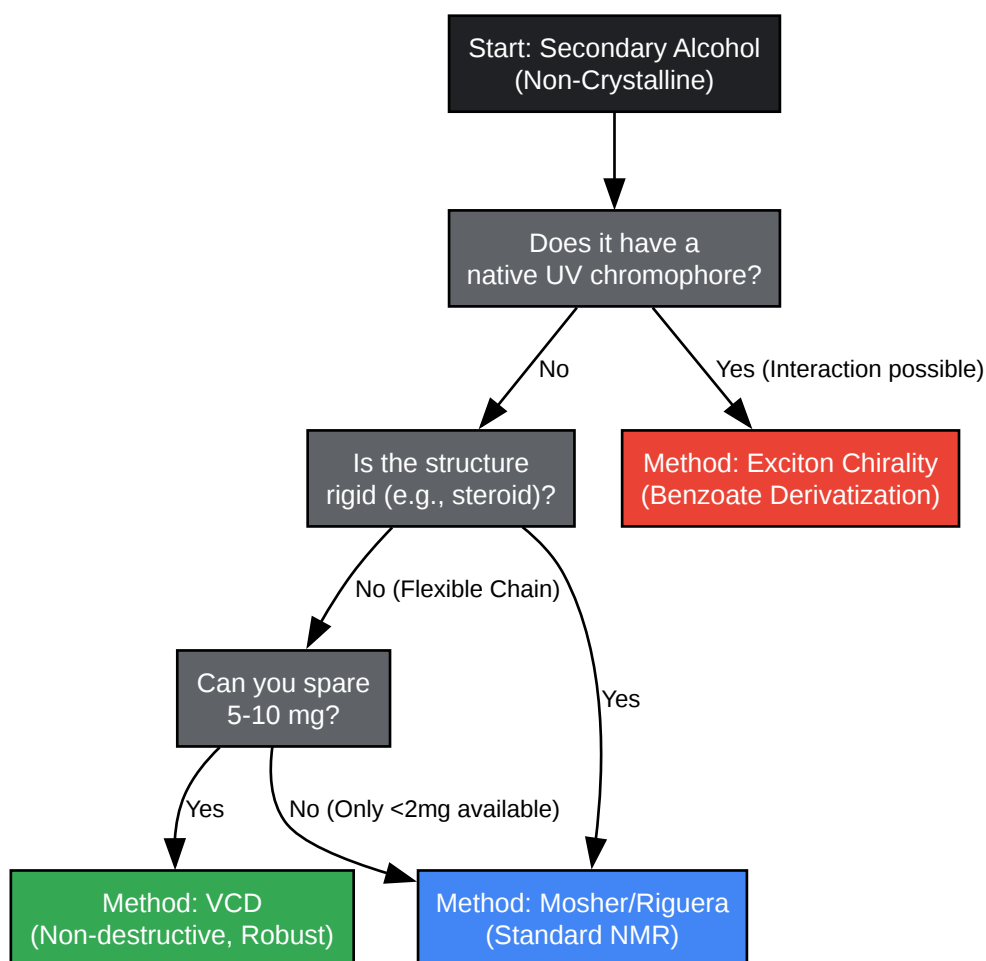 Start: Secondary Alcohol
(Non-Crystalline)
Does it have a
native UV chromophore?
No
Yes (Interaction possible)
Is the structure
rigid (e.g., steroid)?
Method: Exciton Chirality
(Benzoate Derivatization)
No (Flexible Chain)
Can you spare
5-10 mg?
Yes
Yes
No (Only <2mg available)
Method: VCD
(Non-destructive, Robust)
Method: Mosher/Riguera
(Standard NMR)